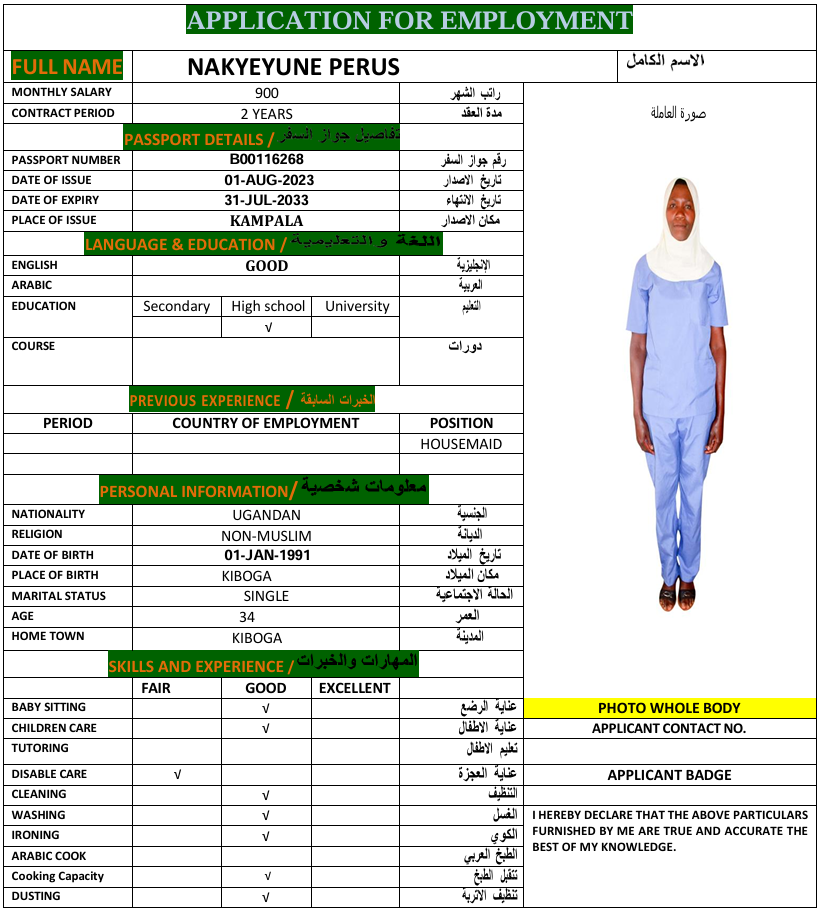 APPLICATION FOR EMPLOYMENT
FULL NAME NAKYEYUNE PERUS الاسم الكامل
MONTHLY SALARY 900 راتب الشهر
CONTRACT PERIOD 2 YEARS مدة العقد
صورة العاملة
PASSPORT DETAILS / تفاصيل جواز السفر
PASSPORT NUMBER B00116268 رقم جواز السفر
DATE OF ISSUE 01-AUG-2023 تاريخ الاصدار
DATE OF EXPIRY 31-JUL-2033 تاريخ الانتهاء
PLACE OF ISSUE KAMPALA مكان الاصدار
LANGUAGE & EDUCATION / اللغة و التعليمية
ENGLISH GOOD الإنجليزية
ARABIC العربية
EDUCATION Secondary High school University التعليم
√
COURSE دورات
PREVIOUS EXPERIENCE / الخبرات السابقة
PERIOD COUNTRY OF EMPLOYMENT POSITION
HOUSEMAID
PERSONAL INFORMATION/ معلومات شخصية
NATIONALITY UGANDAN الجنسية
RELIGION NON-MUSLIM الديانة
DATE OF BIRTH 01-JAN-1991 تاريخ الميلاد
PLACE OF BIRTH KIBOGA مكان الميلاد
MARITAL STATUS SINGLE الحالة الاجتماعية
AGE 34 العمر
HOME TOWN KIBOGA المدينة
SKILLS AND EXPERIENCE / المهارات والخبرات
FAIR GOOD EXCELLENT
BABY SITTING √ عناية الرضع
CHILDREN CARE √ عناية الاطفال
TUTORING تعليم الاطفال
DISABLE CARE √ عناية العجزة
CLEANING √ التنظيف
WASHING √ الغسل
IRONING √ الكوي
ARABIC COOK الطبخ العربي
Cooking Capacity √ تتقبل الطبخ
DUSTING √ تنظيف الاتربة
PHOTO WHOLE BODY
APPLICANT CONTACT NO.
APPLICANT BADGE
I HEREBY DECLARE THAT THE ABOVE PARTICULARS
FURNISHED BY ME ARE TRUE AND ACCURATE THE
BEST OF MY KNOWLEDGE.